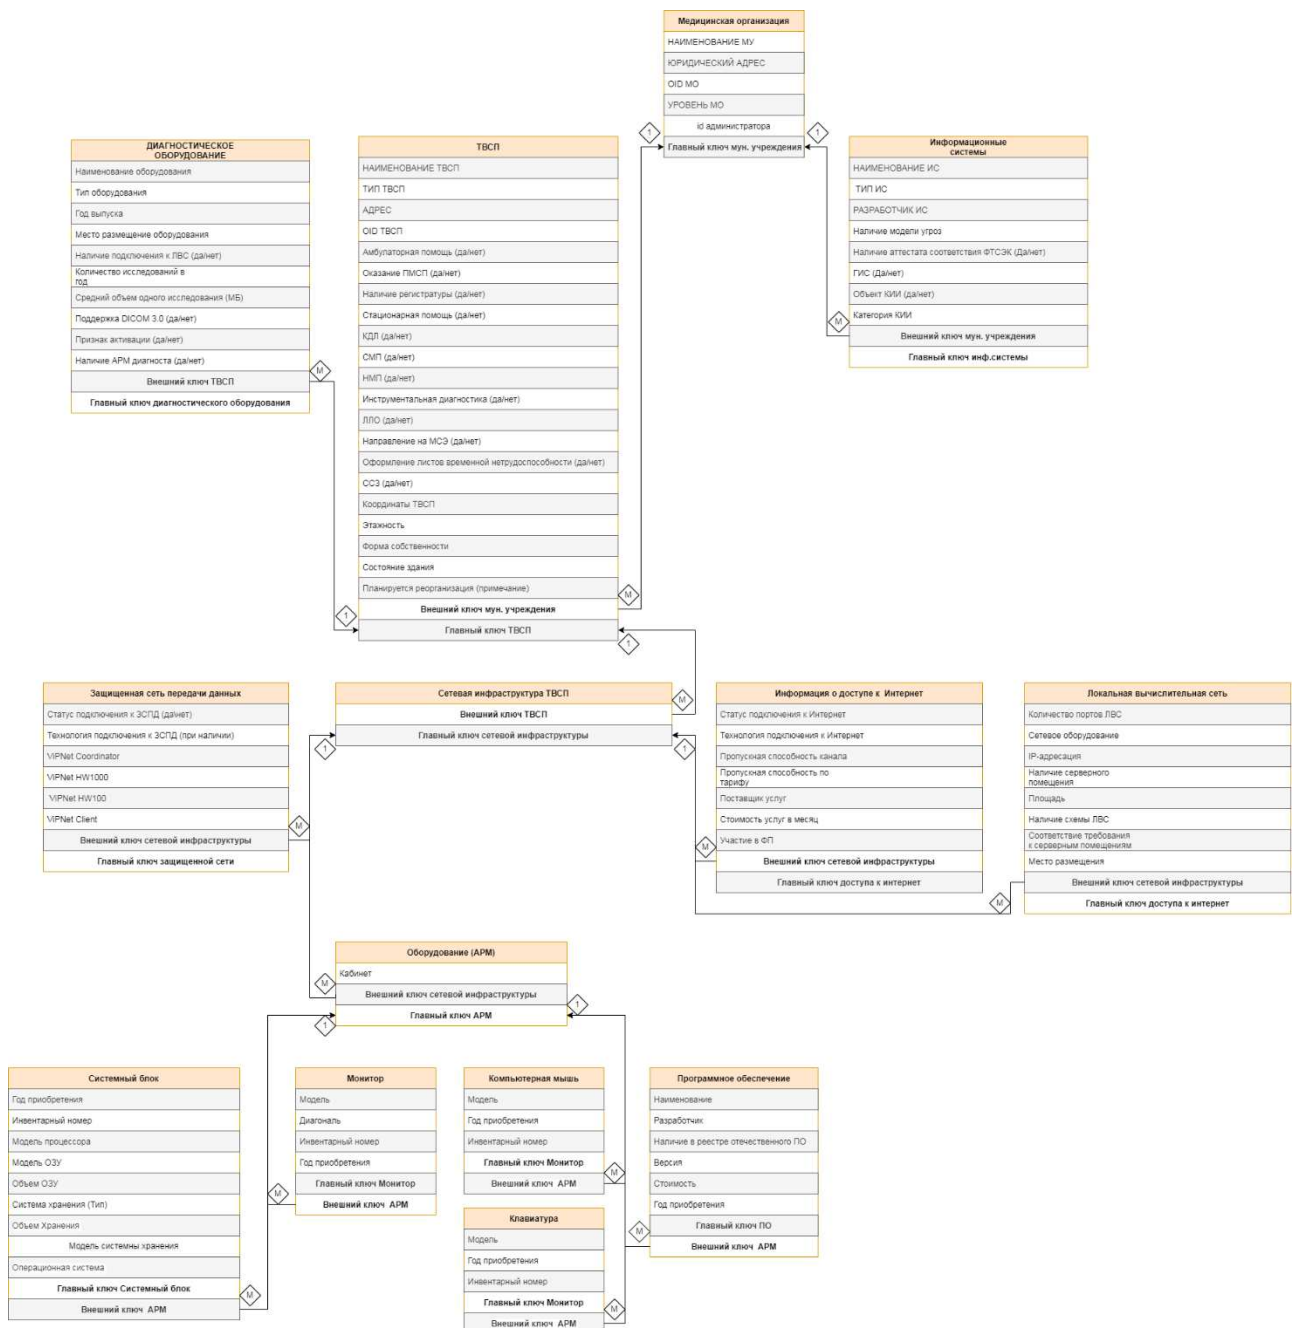 Медицинская организация
НАИМЕНОВАНИЕ МУ
ЮРИДИЧЕСКИЙ АДРЕС
OID МО
УРОВЕНЬ МО
id администратора
Главный ключ мун. учреждения
1
1
ДИАГНОСТИЧЕСКОЕ
ОБОРУДОВАНИЕ
Наименование оборудования
Тип оборудования
Год выпуска
Место размещение оборудования
Наличие подключения к ЛВС (да/нет)
Количество исследований в
год
Средний объем одного исследования (МБ)
Поддержка DICOM 3.0 (да/нет)
Признак активации (да/нет)
Наличие АРМ диагноста (да/нет)
Внешний ключ ТВСП
Главный ключ диагностического оборудования
M
ТВСП
НАИМЕНОВАНИЕ ТВСП
ТИП ТВСП
АДРЕС
OID ТВСП
Амбулаторная помощь (да/нет)
Оказание ПМСП (да/нет)
Наличие регистратуры (да/нет)
Стационарная помощь (да/нет)
КДЛ (да/нет)
СМП (да/нет)
НМП (да/нет)
Инструментальная диагностика (да/нет)
ЛЛО (да/нет)
Направление на МСЭ (да/нет)
Оформление листов временной нетрудоспособности (да/нет)
ССЗ (да/нет)
Координаты ТВСП
Этажность
Форма собственности
Состояние здания
Планируется реорганизация (примечание)
Внешний ключ мун. учреждения
Главный ключ ТВСП
M
1
1
Информационные
системы
НАИМЕНОВАНИЕ ИС
ТИП ИС
РАЗРАБОТЧИК ИС
Наличие модели угроз
Наличие аттестата соответствия ФТСЭК (Да/нет)
ГИС (Да/нет)
Объект КИИ (да/нет)
Категория КИИ
Внешний ключ мун. учреждения
Главный ключ инф.системы
M
Защищенная сеть передачи данных
Статус подключения к ЗСПД (да\нет)
Технология подключения к ЗСПД (при наличии)
ViPNet Coordinator
ViPNet HW1000
ViPNet HW100
ViPNet Client
Внешний ключ сетевой инфраструктуры
Главный ключ защищенной сети
M
Сетевая инфраструктура ТВСП
Внешний ключ ТВСП
Главный ключ сетевой инфраструктуры
M
1
1
Информация о доступе к Интернет
Статус подключения к Интернет
Технология подключения к Интернет
Пропускная способность канала
Пропускная способность по
тарифу
Поставщик услуг
Стоимость услуг в месяц
Участие в ФП
Внешний ключ сетевой инфраструктуры
Главный ключ доступа к интернет
M
Локальная вычислительная сеть
Количество портов ЛВС
Сетевое оборудование
IP-адресация
Наличие серверного
помещения
Площадь
Наличие схемы ЛВС
Соответствие требования
к серверным помещениям
Место размещения
Внешний ключ сетевой инфраструктуры
Главный ключ доступа к интернет
M
Оборудование (АРМ)
Кабинет
Внешний ключ сетевой инфраструктуры
Главный ключ АРМ
M
1
1
Системный блок
Год приобретения
Инвентарный номер
Модель процессора
Модель ОЗУ
Объем ОЗУ
Система хранения (Тип)
Объем Хранения
Модель системны хранения
Операционная система
Главный ключ Системный блок
Внешний ключ АРМ
M
Монитор
Модель
Диагональ
Инвентарный номер
Год приобретения
Главный ключ Монитор
Внешний ключ АРМ
M
Компьютерная мышь
Модель
Год приобретения
Инвентарный номер
Главный ключ Монитор
Внешний ключ АРМ
M
Клавиатура
Модель
Год приобретения
Инвентарный номер
Главный ключ Монитор
Внешний ключ АРМ
M
Программное обеспечение
Наименование
Разработчик
Наличие в реестре отечественного ПО
Версия
Стоимость
Год приобретения
Главный ключ ПО
Внешний ключ АРМ
M